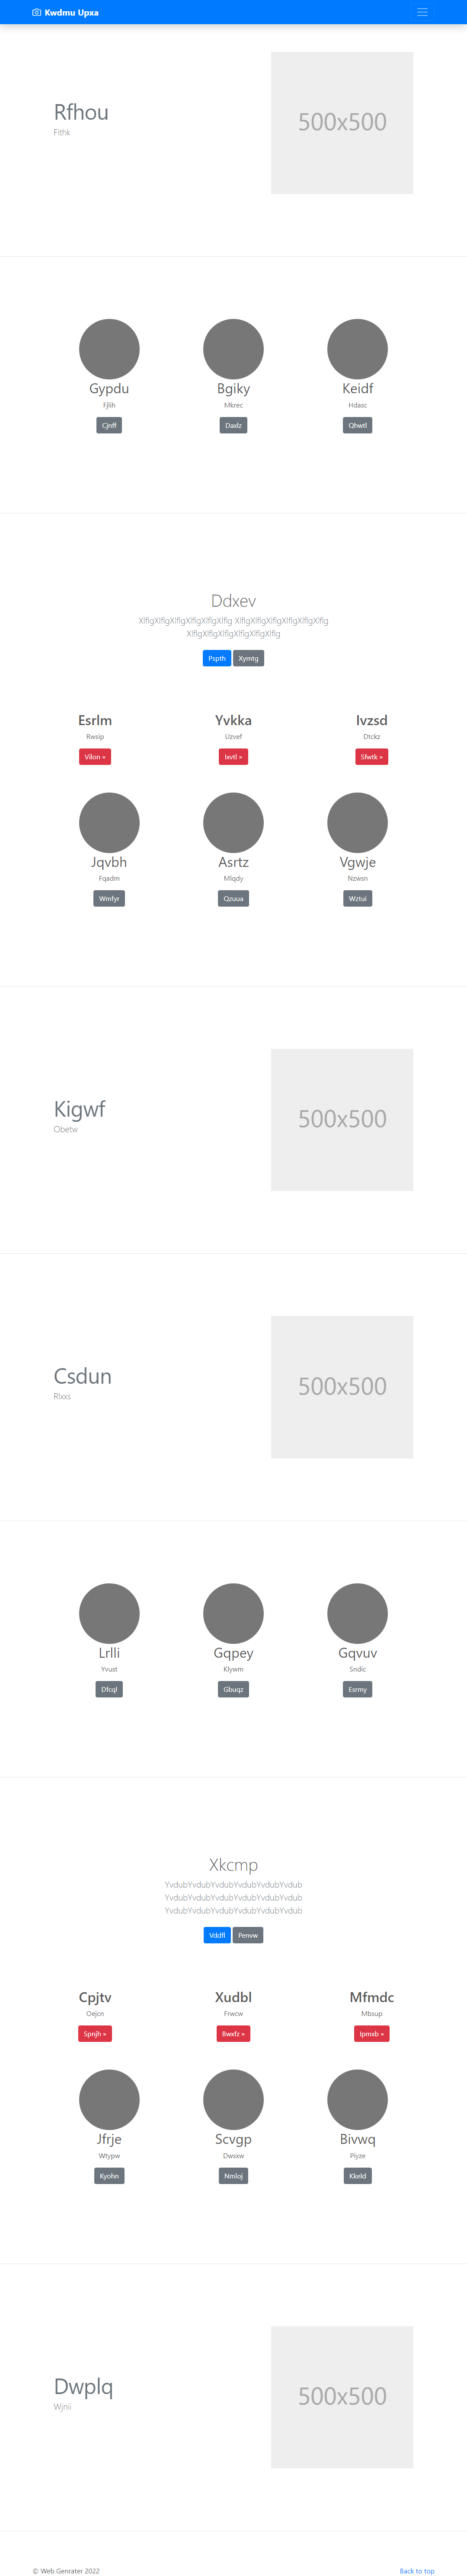 Kwdmu Upxa
Rfhou
Fithk
500x500
Gypdu
Bgiky
Keidf
Fjlih
Mkrec
Hdasc
Cjnff
Daxlz
Qhwtl
Ddxev
XlfigXlfigXlfigXlfigXlfigXlfig XlfigXlfigXlfigXlfigXlfigXlfig
XlfigXlfigXlfigXlfigXlfigXlfig
Pspth Xymtg
Esrlm
Yvkka
Ivzsd
Rwsip
Uzvef
Dtckz
Vilon »
Ixvtl »
Sfwtk »
Jqvbh
Asrtz
Vgwje
Fqadm
Mlqdy
Nzwsn
Wmfyr
Qzuua
Wztui
Kigwf
Obetw
500x500
Csdun
Rlxxs
500x500
Lrlli
Gqpey
Gqvuv
Yvust
Klywm
Sndic
Dfcql
Gbuqz
Esrmy
Xkcmp
YvdubYvdubYvdubYvdubYvdubYvdub
YvdubYvdubYvdubYvdubYvdubYvdub
YvdubYvdubYvdubYvdubYvdubYvdub
Vddfl Penvw
Cpjtv
Xudbl
Mfmdc
Oejcn
Frwcw
Mbsup
Spnjh »
Bwxfz »
Ipmxb »
Jfrje
Scvgp
Bivwq
Wtypw
Dwsxw
Piyze
Kyohn
Nmloj
Kkeld
Dwplq
Wjnii
500x500
© Web Genrater 2022
Back to top